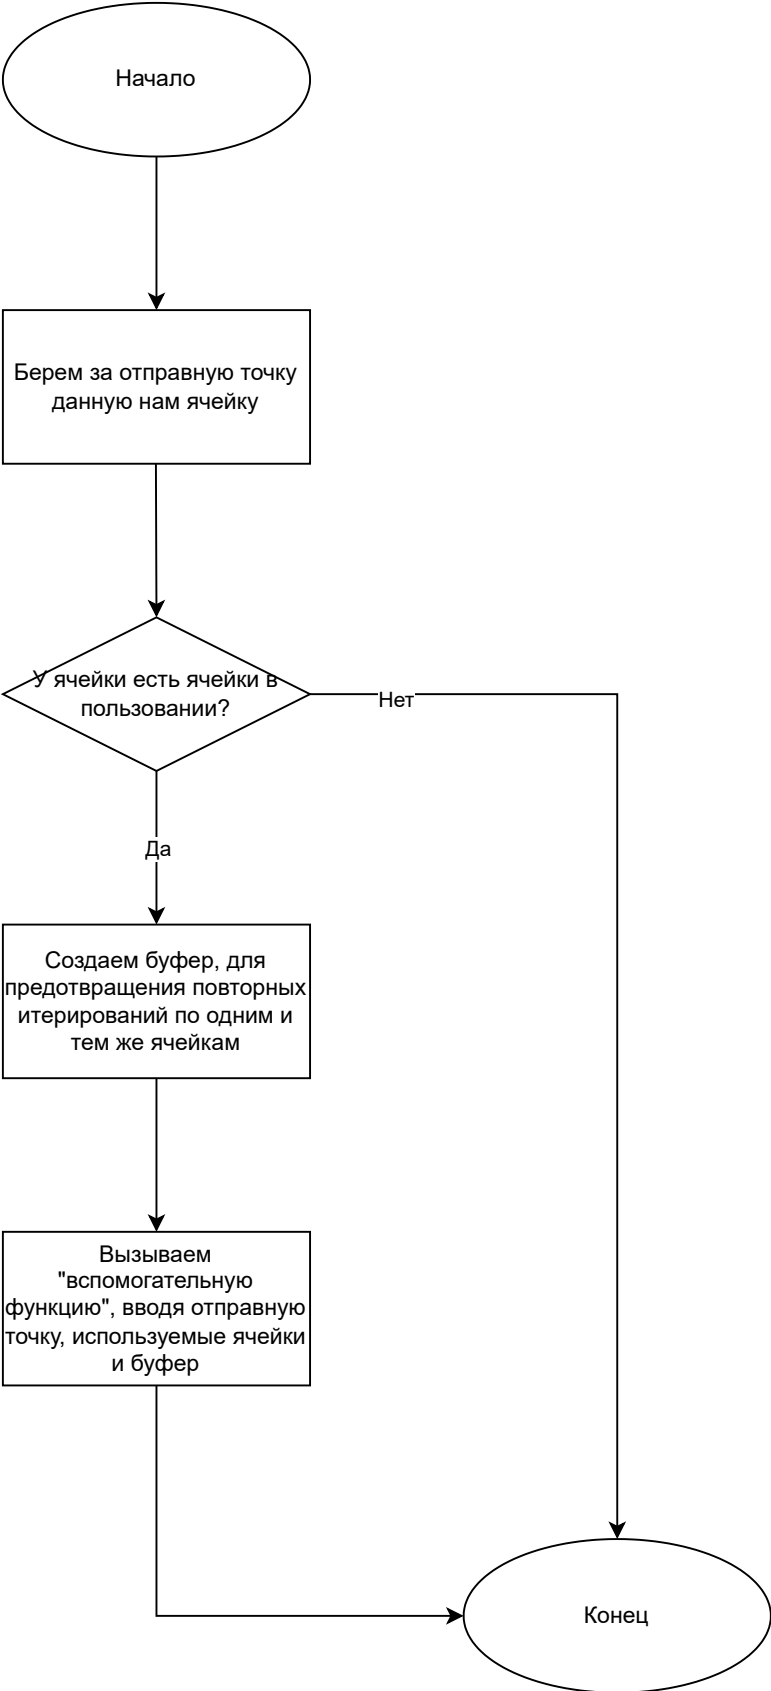 Начало
Берем за отправную точку
данную нам ячейку
У ячейки есть ячейки в
пользовании?
Нет
Да
Создаем буфер, для
предотвращения повторных
итерирований по одним и
тем же ячейкам
Вызываем
"вспомогательную
функцию", вводя отправную
точку, используемые ячейки
и буфер
Конец